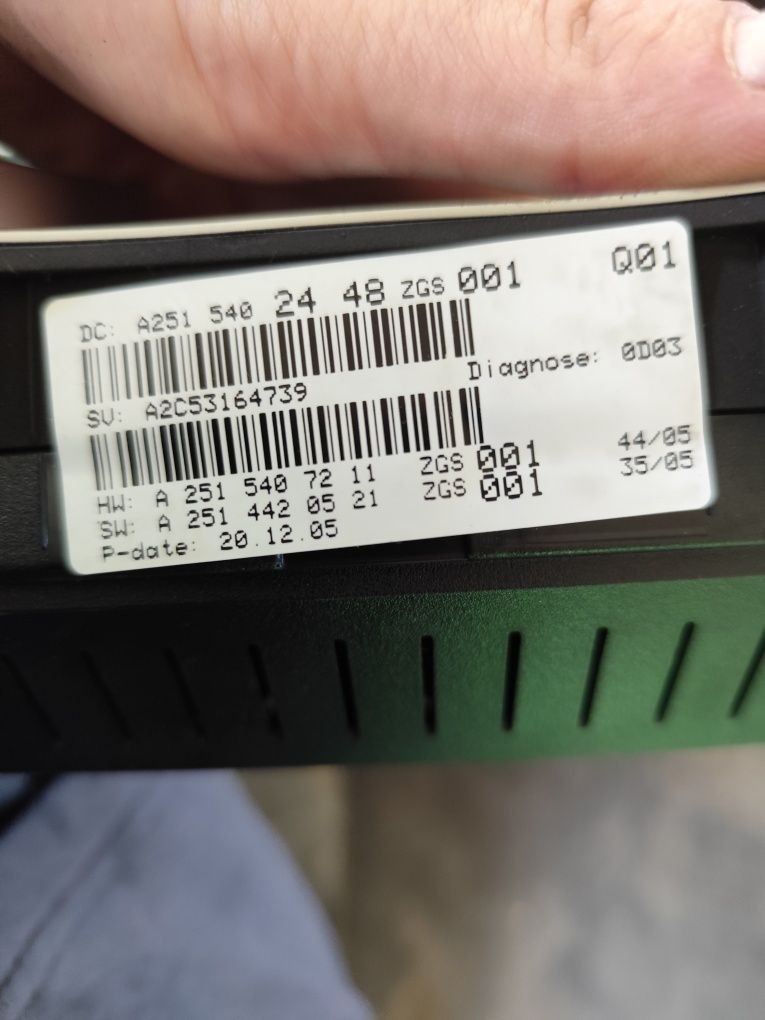 DC: A251 540 24 48 ZGS 001 Q01
SV: A2C53164739 Diagnose: 0D03
HW: A 251 540 72 11 ZGS 001 44/05
SW: A 251 442 05 21 ZGS 001 35/05
P-date: 20.12.05